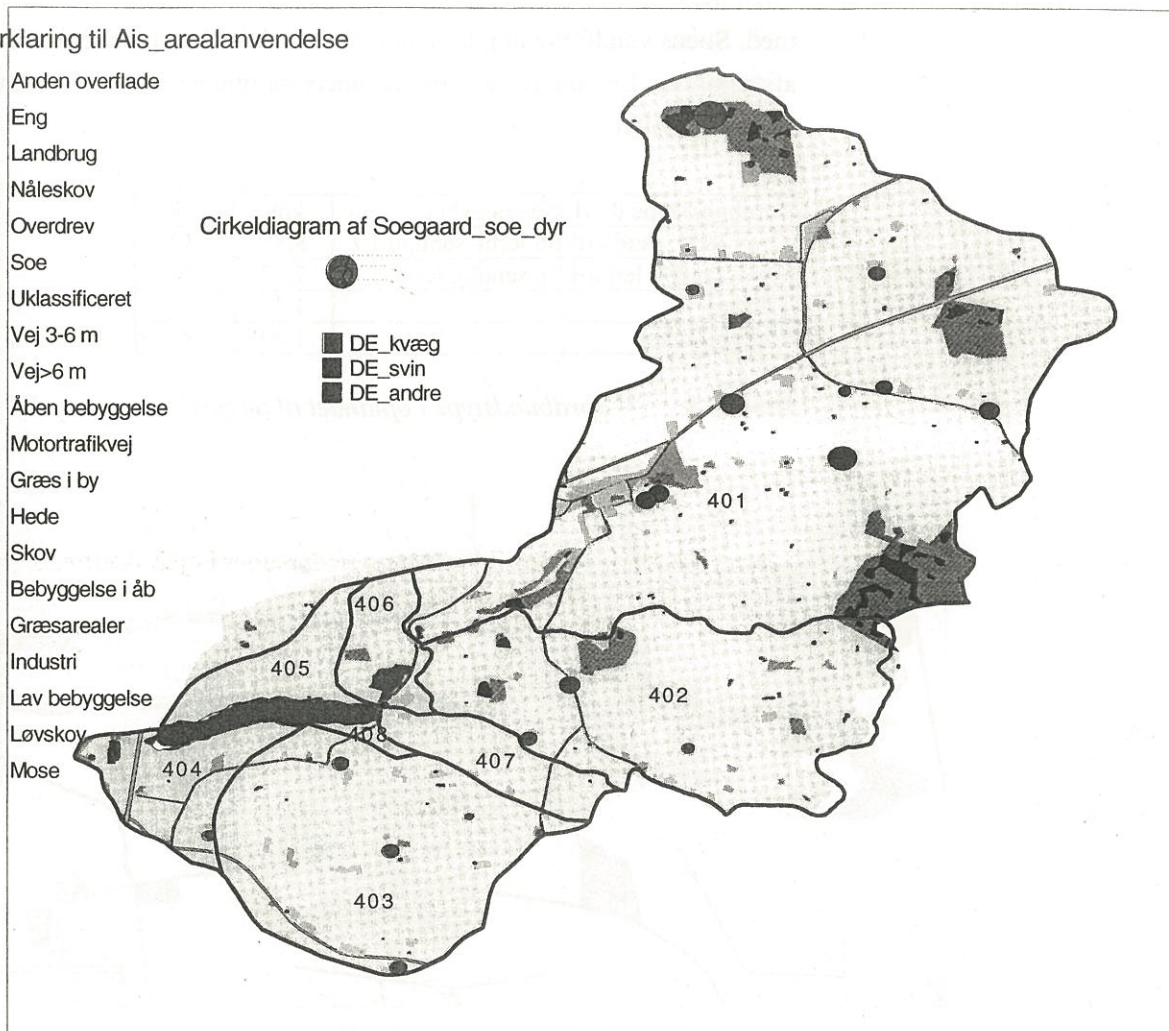 rklaring til Ais_arealanvendelse
Anden overflade
Eng
Landbrug
Nåleskov
Overdrev
Soe
Uklassificeret
Vej 3-6 m
Vej>6 m
Åben bebyggelse
Motortrafikvej
Græs i by
Hede
Skov
Bebyggelse i åb
Græsarealer
Industri
Lav bebyggelse
Løvskov
Mose
Cirkeldiagram af Soegaard_soe_dyr
DE_kvæg
DE_svin
DE_andre
401
406
405
402
408
407
404
403